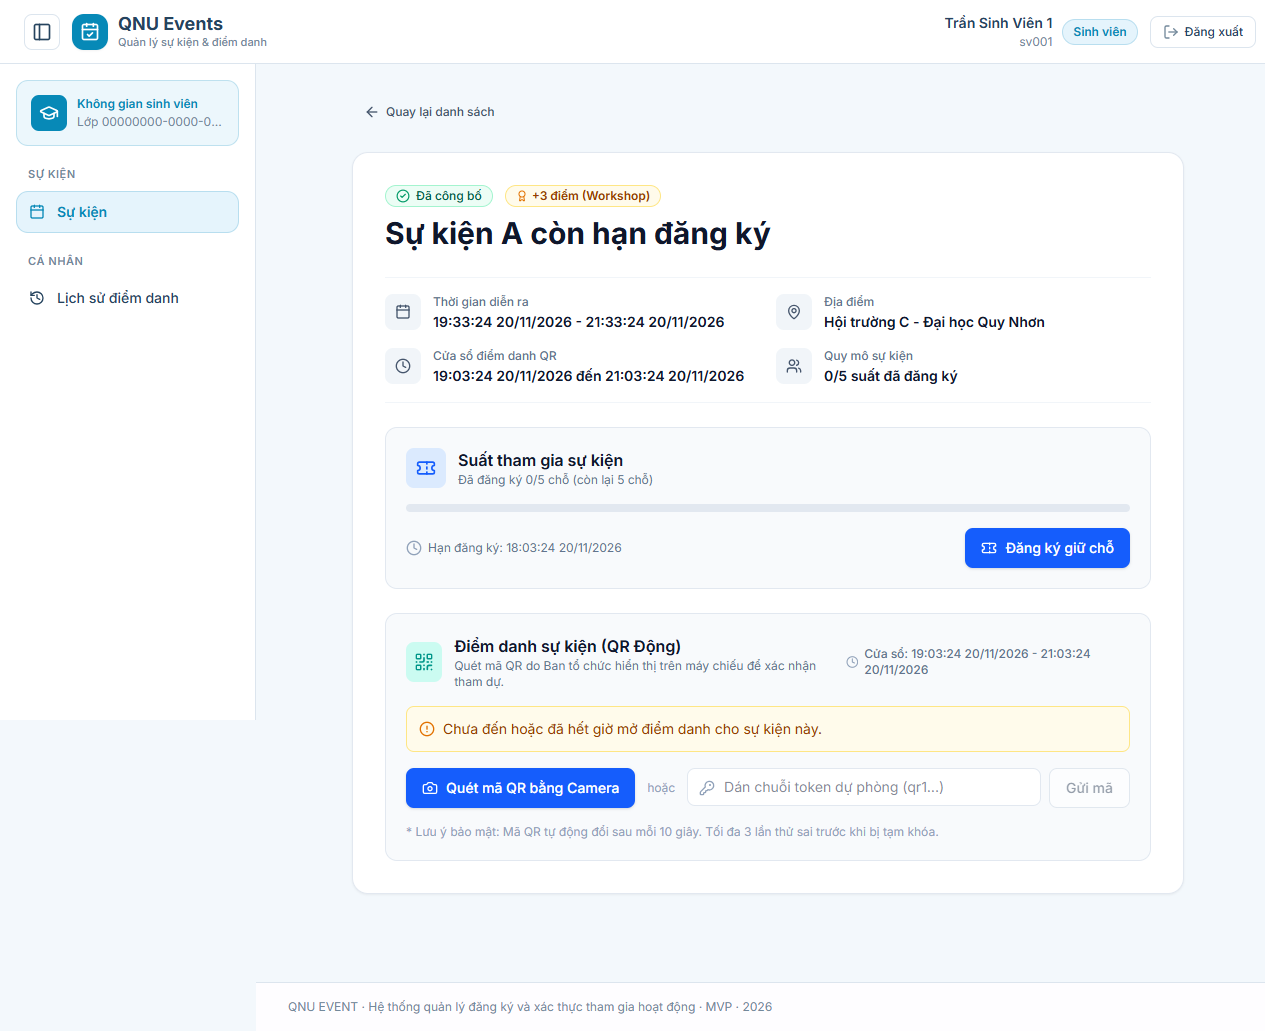 QNU Events
Quản lý sự kiện & điểm danh
Trần Sinh Viên 1
sv001
Sinh viên
Đăng xuất
Không gian sinh viên
Lớp 00000000-0000-0...
SỰ KIỆN
Sự kiện
CÁ NHÂN
Lịch sử điểm danh
Quay lại danh sách
Đã công bố
+3 điểm (Workshop)
Sự kiện A còn hạn đăng ký
Thời gian diễn ra
19:33:24 20/11/2026 - 21:33:24 20/11/2026
Địa điểm
Hội trường C - Đại học Quy Nhơn
Cửa sổ điểm danh QR
19:03:24 20/11/2026 đến 21:03:24 20/11/2026
Quy mô sự kiện
0/5 suất đã đăng ký
Suất tham gia sự kiện
Đã đăng ký 0/5 chỗ (còn lại 5 chỗ)
Hạn đăng ký: 18:03:24 20/11/2026
Đăng ký giữ chỗ
Điểm danh sự kiện (QR Động)
Quét mã QR do Ban tổ chức hiển thị trên máy chiếu để xác nhận
tham dự.
Cửa sổ: 19:03:24 20/11/2026 - 21:03:24
20/11/2026
Chưa đến hoặc đã hết giờ mở điểm danh cho sự kiện này.
Quét mã QR bằng Camera
hoặc
Dán chuỗi token dự phòng (qr1...)
Gửi mã
* Lưu ý bảo mật: Mã QR tự động đổi sau mỗi 10 giây. Tối đa 3 lần thử sai trước khi bị tạm khóa.
QNU EVENT · Hệ thống quản lý đăng ký và xác thực tham gia hoạt động · MVP · 2026